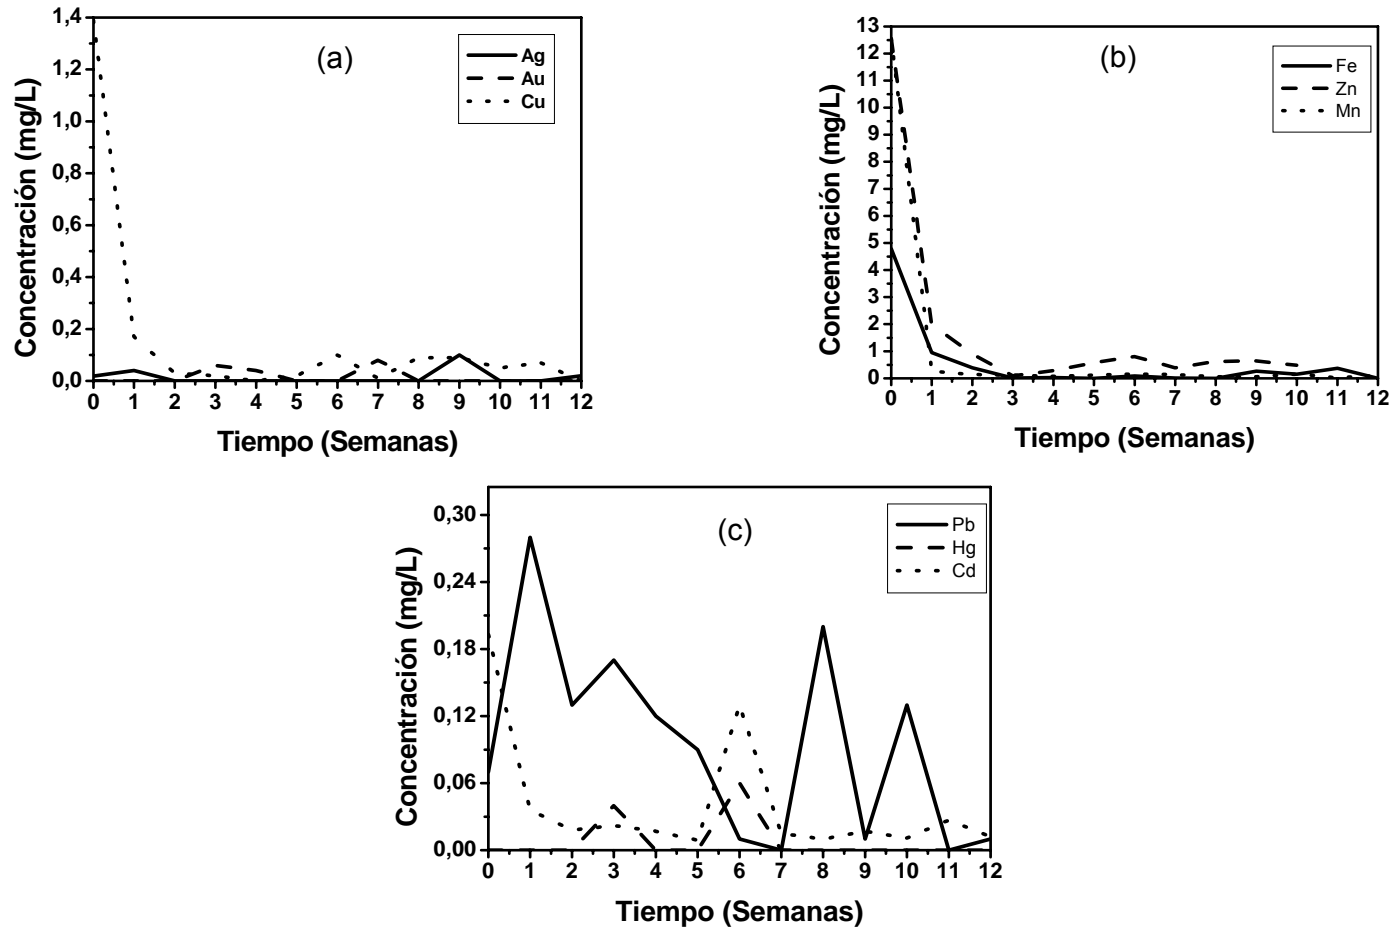 (a)
Ag
Au
Cu
Concentración (mg/L)
1,4
1,2
1,0
0,8
0,6
0,4
0,2
0,0
0 1 2 3 4 5 6 7 8 9 10 11 12
Tiempo (Semanas)
(b)
Fe
Zn
Mn
Concentración (mg/L)
13
12
11
10
9
8
7
6
5
4
3
2
1
0
0 1 2 3 4 5 6 7 8 9 10 11 12
Tiempo (Semanas)
(c)
Pb
Hg
Cd
Concentración (mg/L)
0,30
0,24
0,18
0,12
0,06
0,00
0 1 2 3 4 5 6 7 8 9 10 11 12
Tiempo (Semanas)